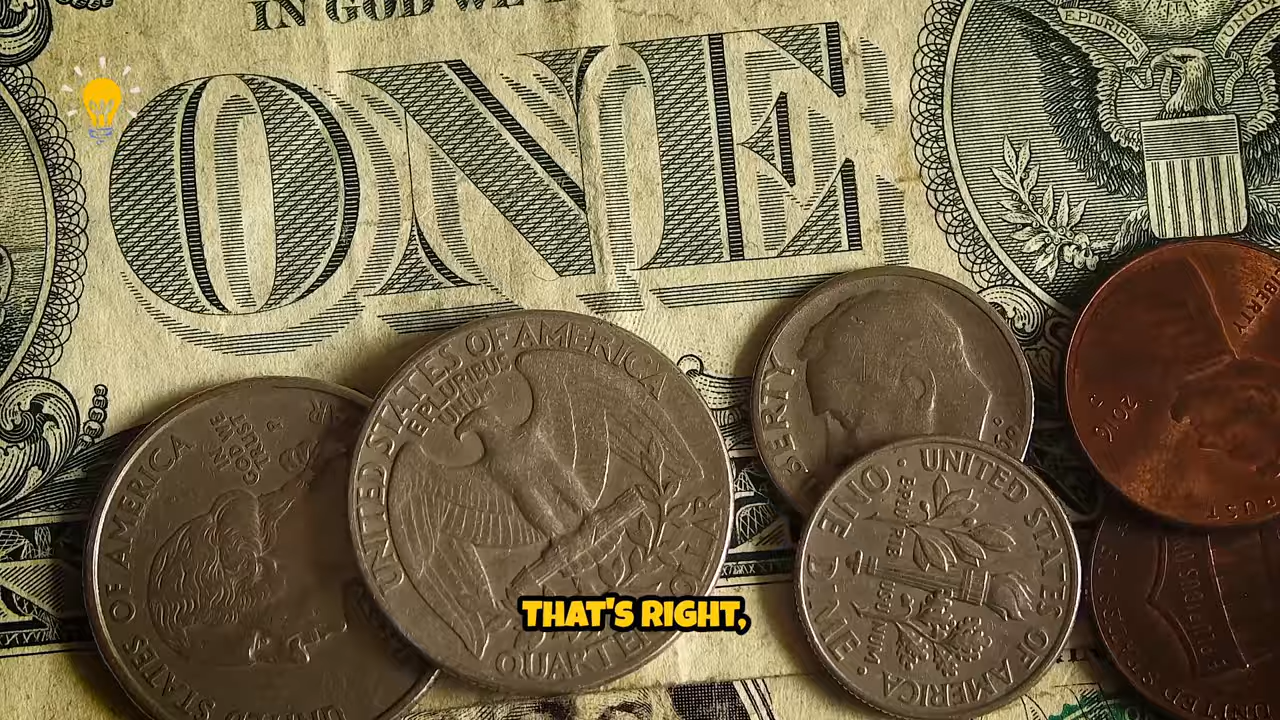 IN GOD WE
ONE
E PLURIBUS
UNUM
UNITED STATES OF AMERICA
E PLURIBUS
UNUM
QUARTER
STATES OF AMERICA
IN
GOD WE
TRUST
LIBERTY
UNITED STATES OF AMERICA
ONE DIME
LIBERTY
2016
THAT'S RIGHT,